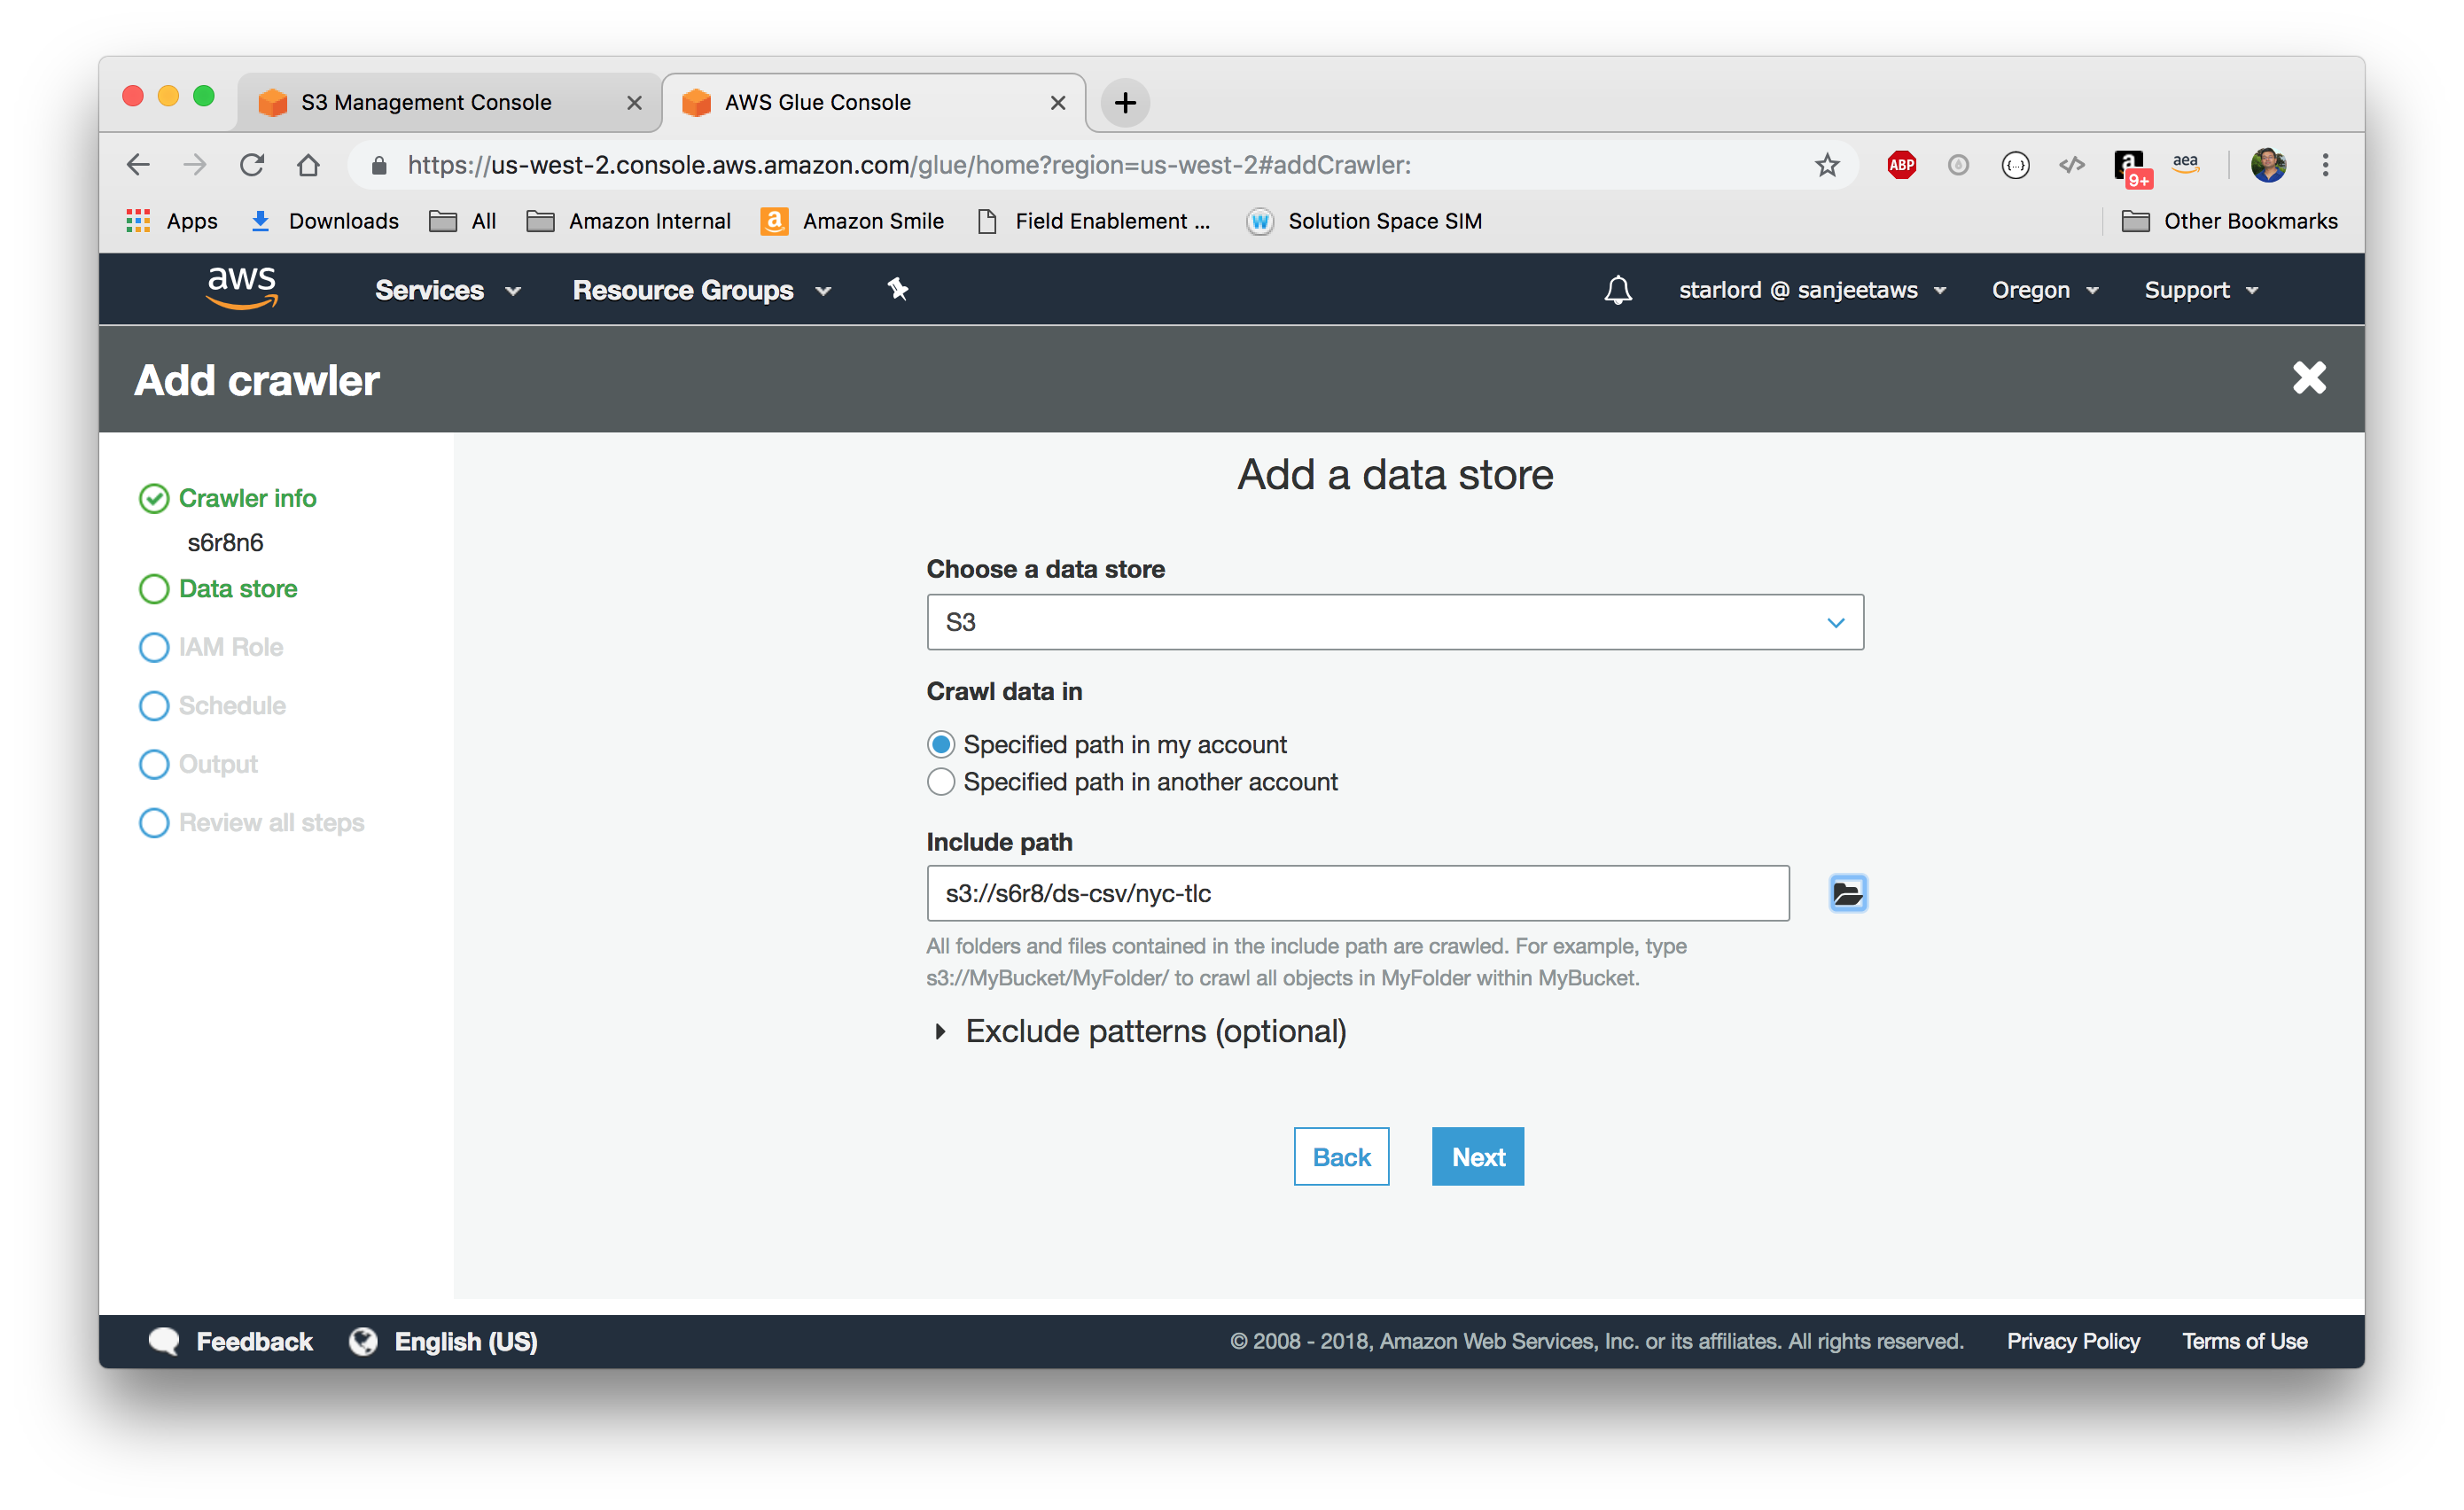 S3 Management Console
AWS Glue Console
https://us-west-2.console.aws.amazon.com/glue/home?region=us-west-2#addCrawler:
ABP
{...}
</>
a
9+
aea
Apps
Downloads
All
Amazon Internal
a
Amazon Smile
Field Enablement ...
W
Solution Space SIM
Other Bookmarks
aws
Services
Resource Groups
starlord @ sanjeetaws
Oregon
Support
Add crawler
Crawler info
s6r8n6
Data store
IAM Role
Schedule
Output
Review all steps
Add a data store
Choose a data store
S3
Crawl data in
Specified path in my account
Specified path in another account
Include path
s3://s6r8/ds-csv/nyc-tlc
All folders and files contained in the include path are crawled. For example, type
s3://MyBucket/MyFolder/ to crawl all objects in MyFolder within MyBucket.
Exclude patterns (optional)
Back
Next
Feedback
English (US)
© 2008 - 2018, Amazon Web Services, Inc. or its affiliates. All rights reserved.
Privacy Policy
Terms of Use